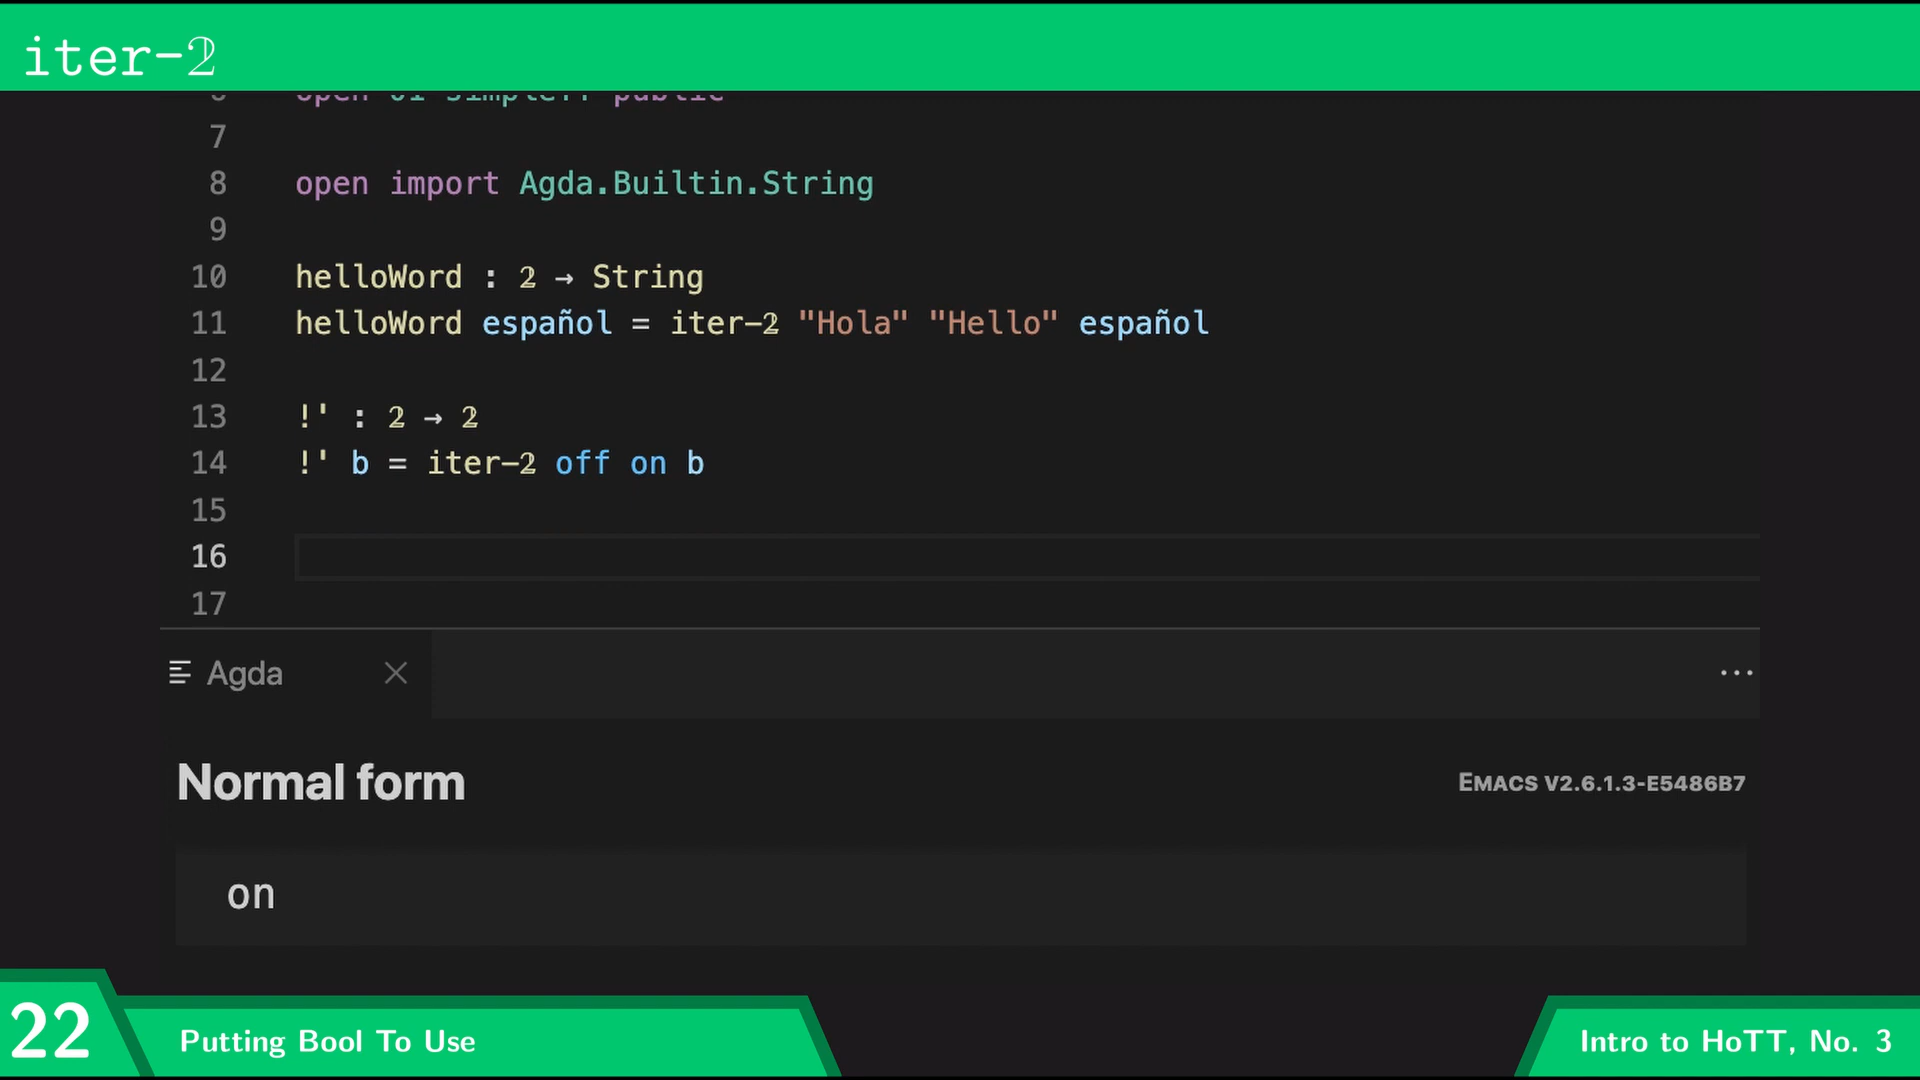 iter-𝟚
open public
7
8 open import Agda.Builtin.String
9
10 helloWord : 𝟚 → String
11 helloWord español = iter-𝟚 "Hola" "Hello" español
12
13 !' : 𝟚 → 𝟚
14 !' b = iter-𝟚 off on b
15
16
17
Agda
Normal form EMACS V2.6.1.3-E5486B7
on
22 Putting Bool To Use Intro to HoTT, No. 3